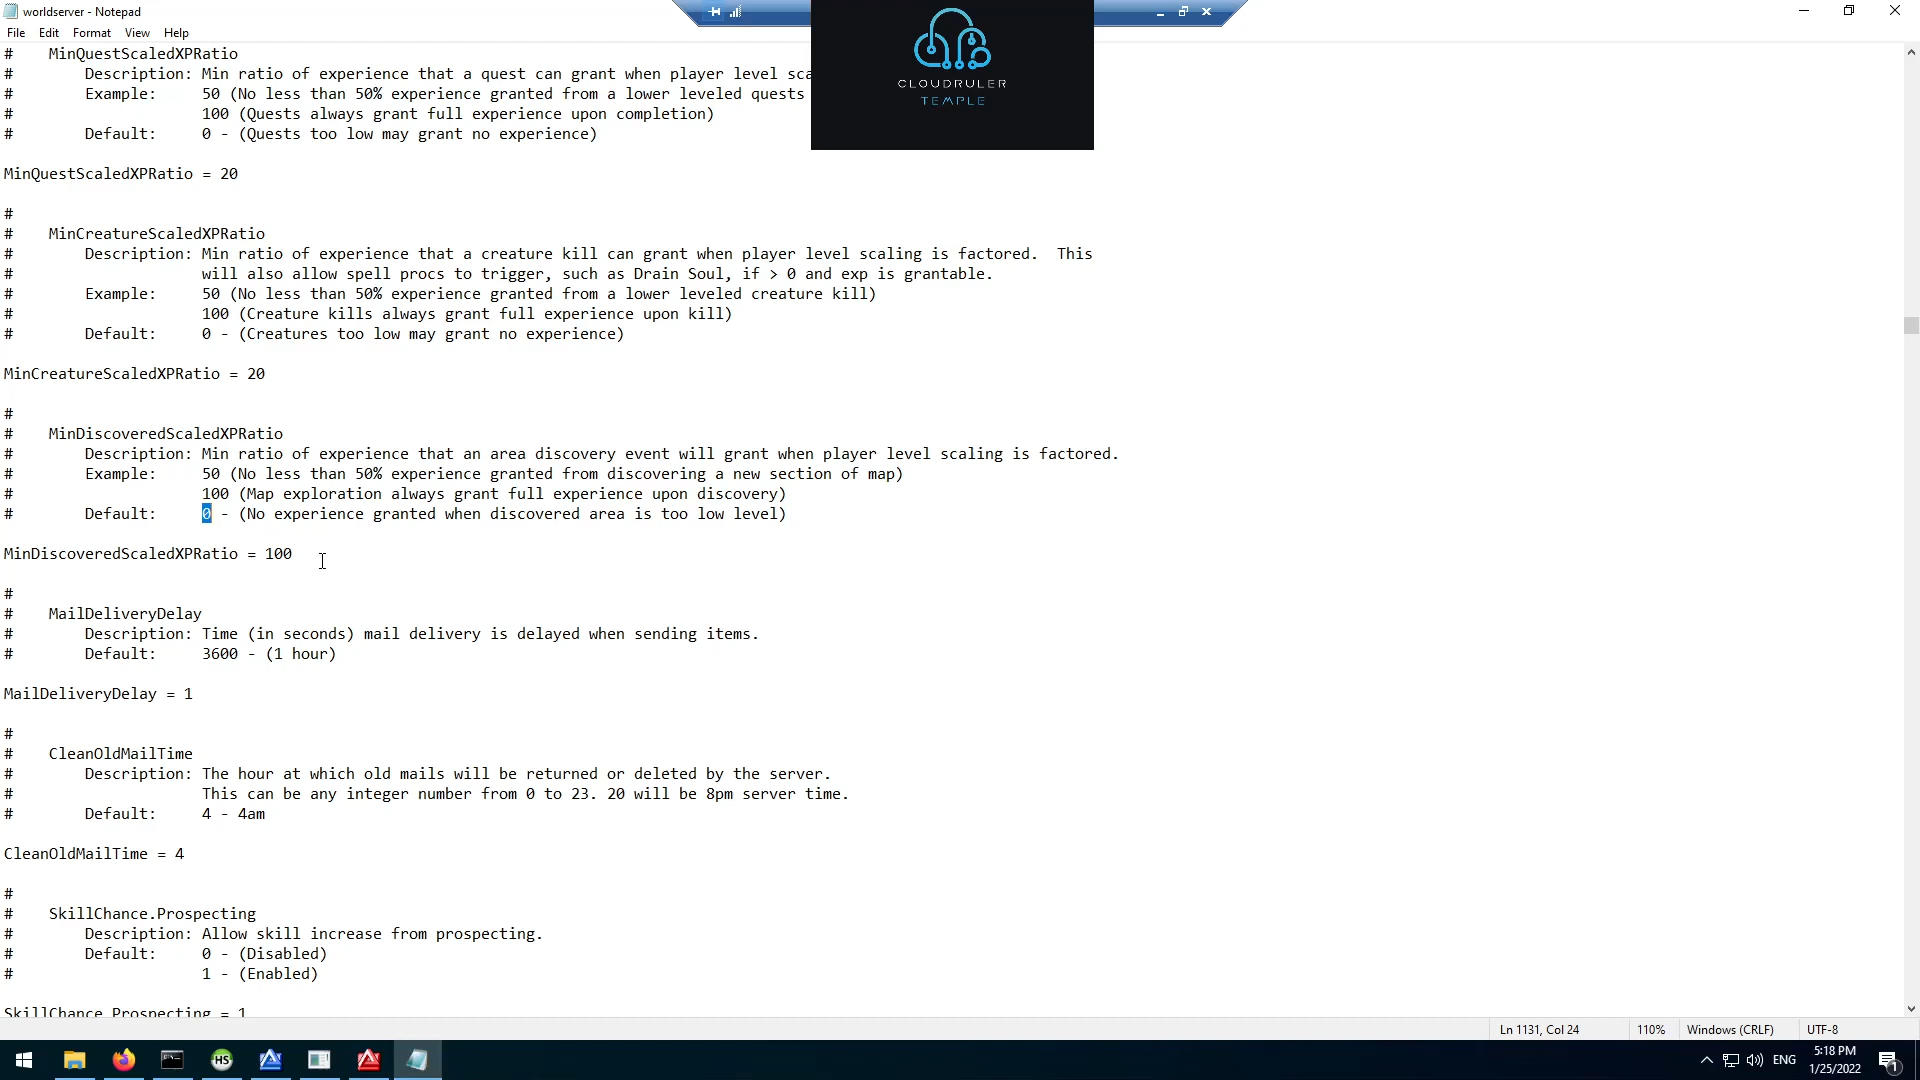 worldserver - Notepad
File Edit Format View Help
CLOUDRULER
TEMPLE
# MinQuestScaledXPRatio
# Description: Min ratio of experience that a quest can grant when player level sca
# Example: 50 (No less than 50% experience granted from a lower leveled quests
# 100 (Quests always grant full experience upon completion)
# Default: 0 - (Quests too low may grant no experience)
MinQuestScaledXPRatio = 20
#
# MinCreatureScaledXPRatio
# Description: Min ratio of experience that a creature kill can grant when player level scaling is factored. This
# will also allow spell procs to trigger, such as Drain Soul, if > 0 and exp is grantable.
# Example: 50 (No less than 50% experience granted from a lower leveled creature kill)
# 100 (Creature kills always grant full experience upon kill)
# Default: 0 - (Creatures too low may grant no experience)
MinCreatureScaledXPRatio = 20
#
# MinDiscoveredScaledXPRatio
# Description: Min ratio of experience that an area discovery event will grant when player level scaling is factored.
# Example: 50 (No less than 50% experience granted from discovering a new section of map)
# 100 (Map exploration always grant full experience upon discovery)
# Default: 0 - (No experience granted when discovered area is too low level)
MinDiscoveredScaledXPRatio = 100
#
# MailDeliveryDelay
# Description: Time (in seconds) mail delivery is delayed when sending items.
# Default: 3600 - (1 hour)
MailDeliveryDelay = 1
#
# CleanOldMailTime
# Description: The hour at which old mails will be returned or deleted by the server.
# This can be any integer number from 0 to 23. 20 will be 8pm server time.
# Default: 4 - 4am
CleanOldMailTime = 4
#
# SkillChance.Prospecting
# Description: Allow skill increase from prospecting.
# Default: 0 - (Disabled)
# 1 - (Enabled)
SkillChance.Prospecting = 1
Ln 1131, Col 24 110% Windows (CRLF) UTF-8
HS
ENG
5:18 PM
1/25/2022
1